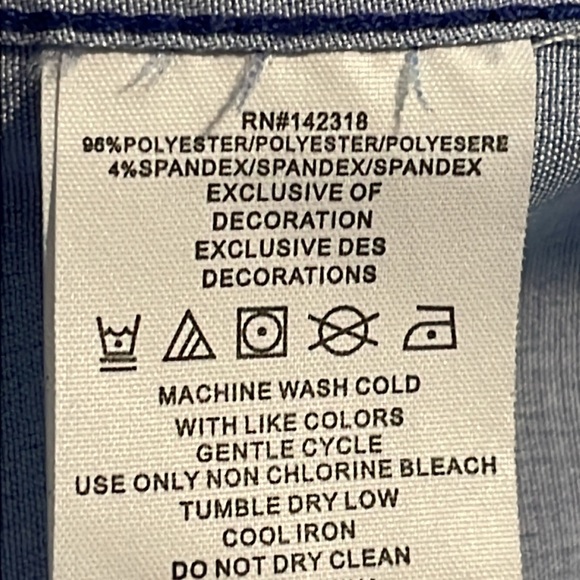 RN#142318
96%POLYESTER/POLYESTER/POLYESERE
4%SPANDEX/SPANDEX/SPANDEX
EXCLUSIVE OF
DECORATION
EXCLUSIVE DES
DECORATIONS
MACHINE WASH COLD
WITH LIKE COLORS
GENTLE CYCLE
USE ONLY NON CHLORINE BLEACH
TUMBLE DRY LOW
COOL IRON
DO NOT DRY CLEAN